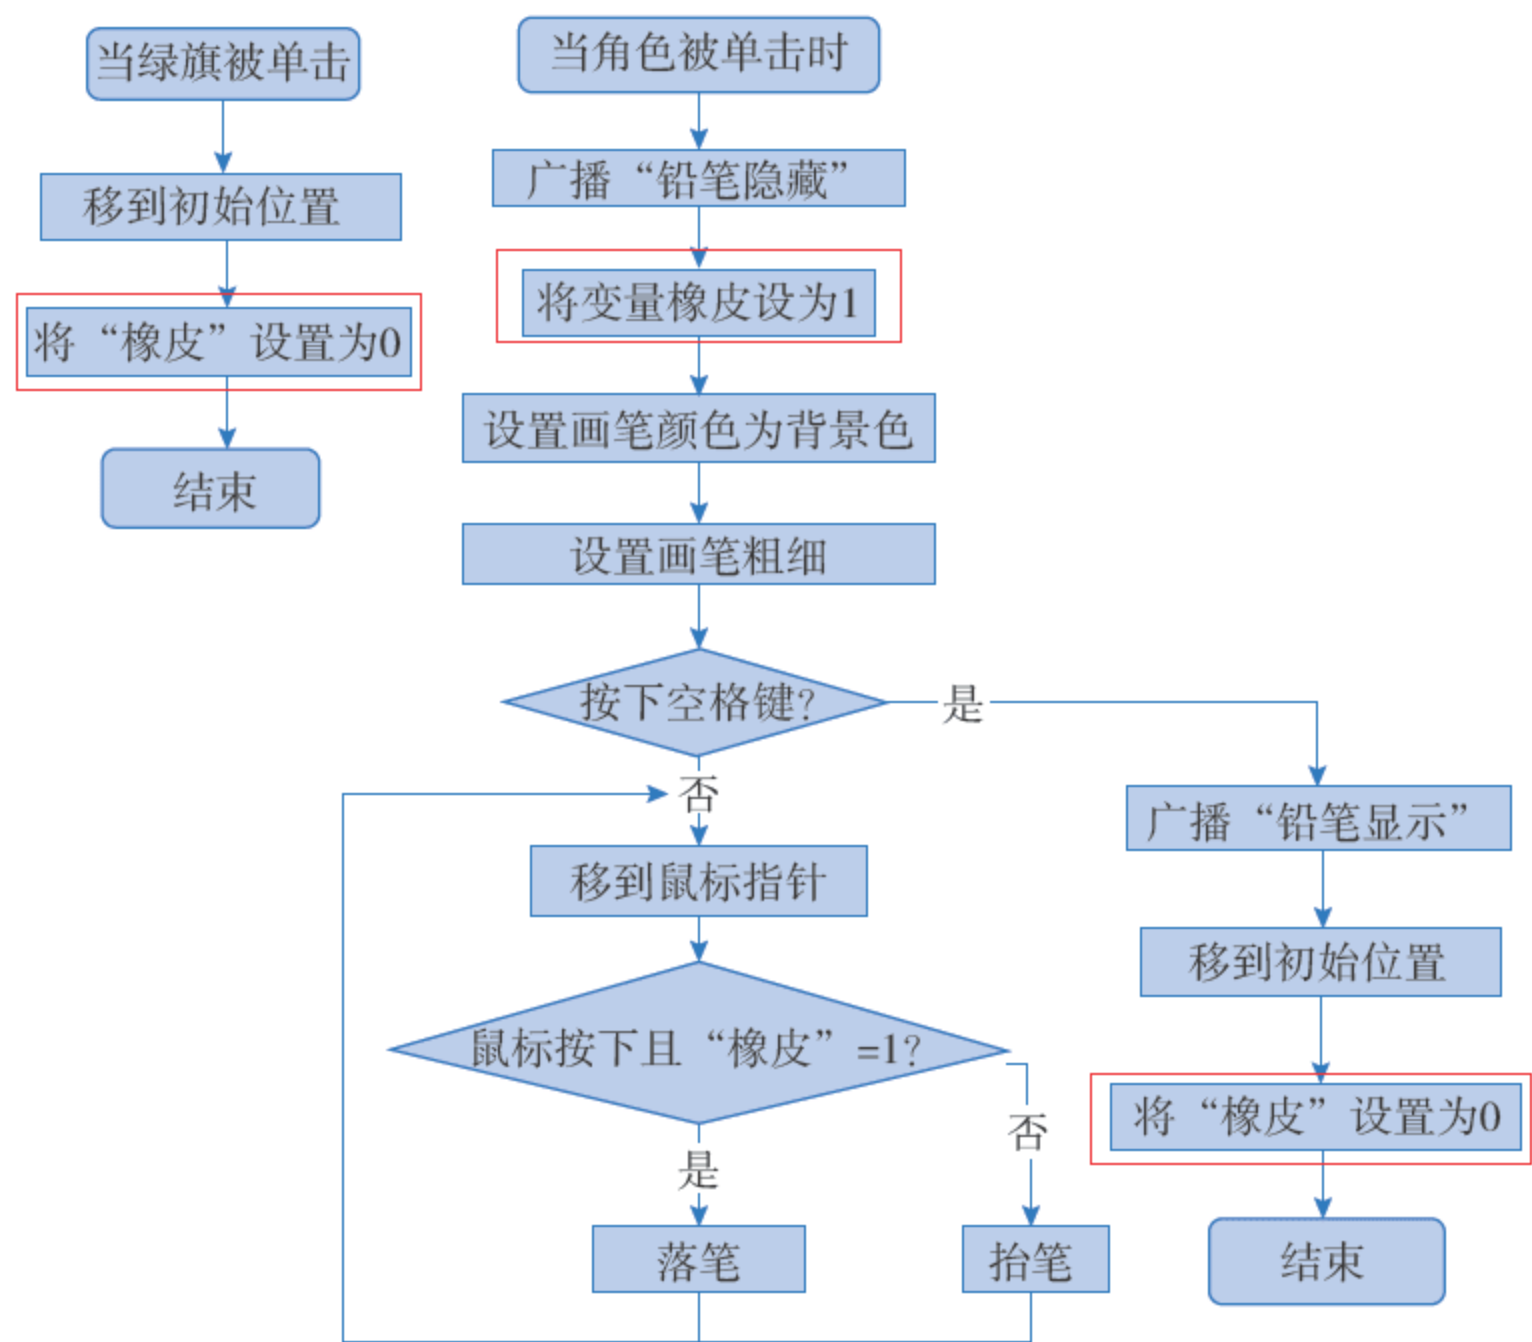 当绿旗被单击
移到初始位置
将“橡皮”设置为0
结束
当角色被单击时
广播“铅笔隐藏”
将变量橡皮设为1
设置画笔颜色为背景色
设置画笔粗细
按下空格键?
是
否
移到鼠标指针
鼠标按下且“橡皮”=1?
是
否
落笔
抬笔
广播“铅笔显示”
移到初始位置
将“橡皮”设置为0
结束